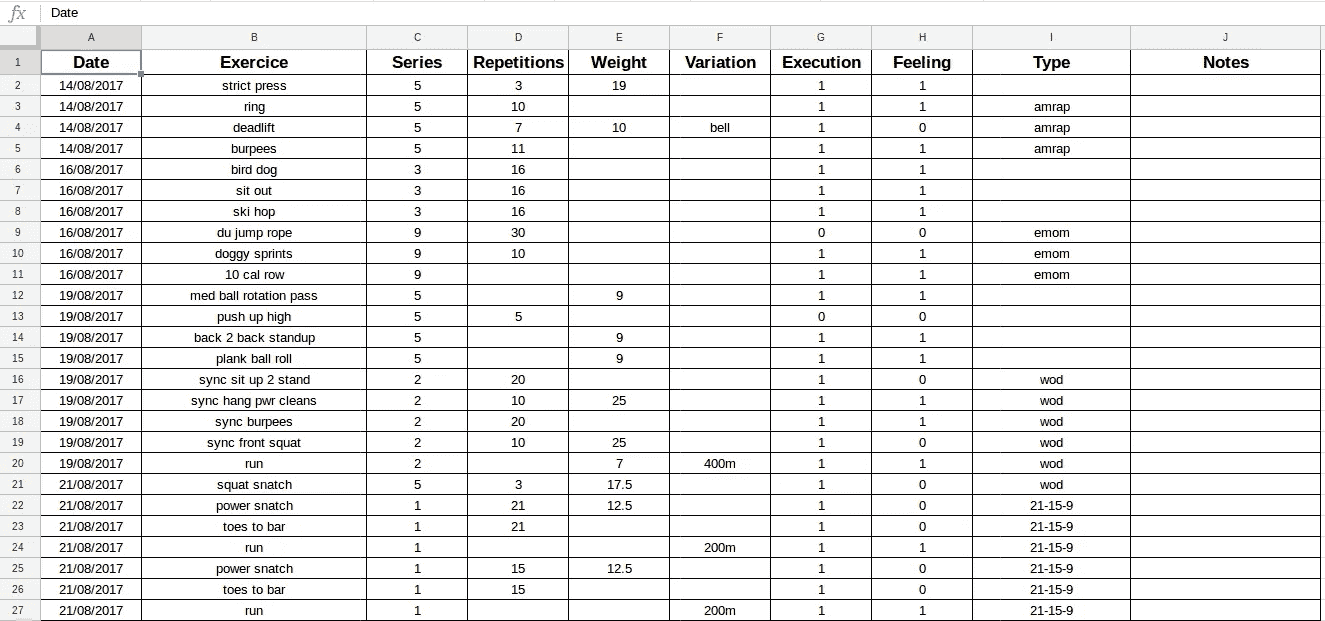 fx Date
A B C D E F G H I J
1 Date Exercice Series Repetitions Weight Variation Execution Feeling Type Notes
2 14/08/2017 strict press 5 3 19 1 1
3 14/08/2017 ring 5 10 1 1 amrap
4 14/08/2017 deadlift 5 7 10 bell 1 0 amrap
5 14/08/2017 burpees 5 11 1 1 amrap
6 16/08/2017 bird dog 3 16 1 1
7 16/08/2017 sit out 3 16 1 1
8 16/08/2017 ski hop 3 16 1 1
9 16/08/2017 du jump rope 9 30 0 0 emom
10 16/08/2017 doggy sprints 9 10 1 1 emom
11 16/08/2017 10 cal row 9 1 1 emom
12 19/08/2017 med ball rotation pass 5 9 1 1
13 19/08/2017 push up high 5 5 0 0
14 19/08/2017 back 2 back standup 5 9 1 1
15 19/08/2017 plank ball roll 5 9 1 1
16 19/08/2017 sync sit up 2 stand 2 20 1 0 wod
17 19/08/2017 sync hang pwr cleans 2 10 25 1 1 wod
18 19/08/2017 sync burpees 2 20 1 1 wod
19 19/08/2017 sync front squat 2 10 25 1 0 wod
20 19/08/2017 run 2 7 400m 1 1 wod
21 21/08/2017 squat snatch 5 3 17.5 1 0 wod
22 21/08/2017 power snatch 1 21 12.5 1 0 21-15-9
23 21/08/2017 toes to bar 1 21 1 0 21-15-9
24 21/08/2017 run 1 200m 1 1 21-15-9
25 21/08/2017 power snatch 1 15 12.5 1 0 21-15-9
26 21/08/2017 toes to bar 1 15 1 0 21-15-9
27 21/08/2017 run 1 200m 1 1 21-15-9